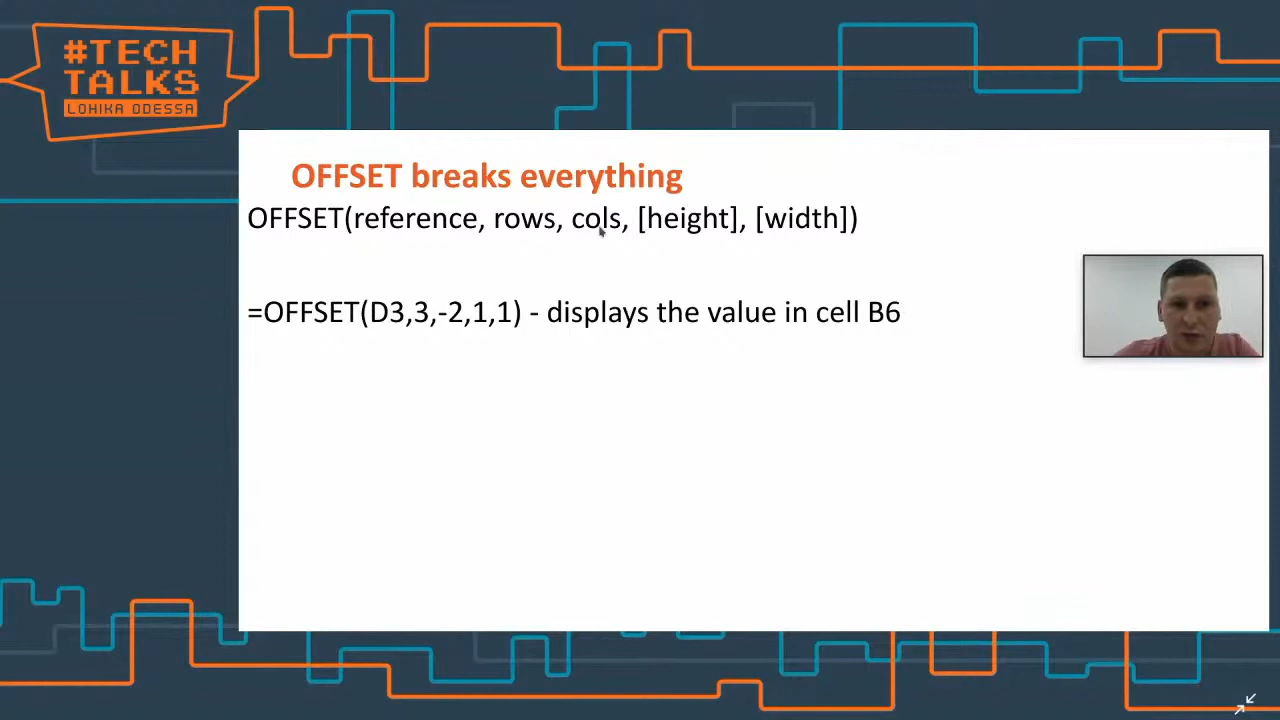 #TECH
TALKS
LOHIKA ODESSA
OFFSET breaks everything
OFFSET(reference, rows, cols, [height], [width])
=OFFSET(D3,3,-2,1,1) - displays the value in cell B6